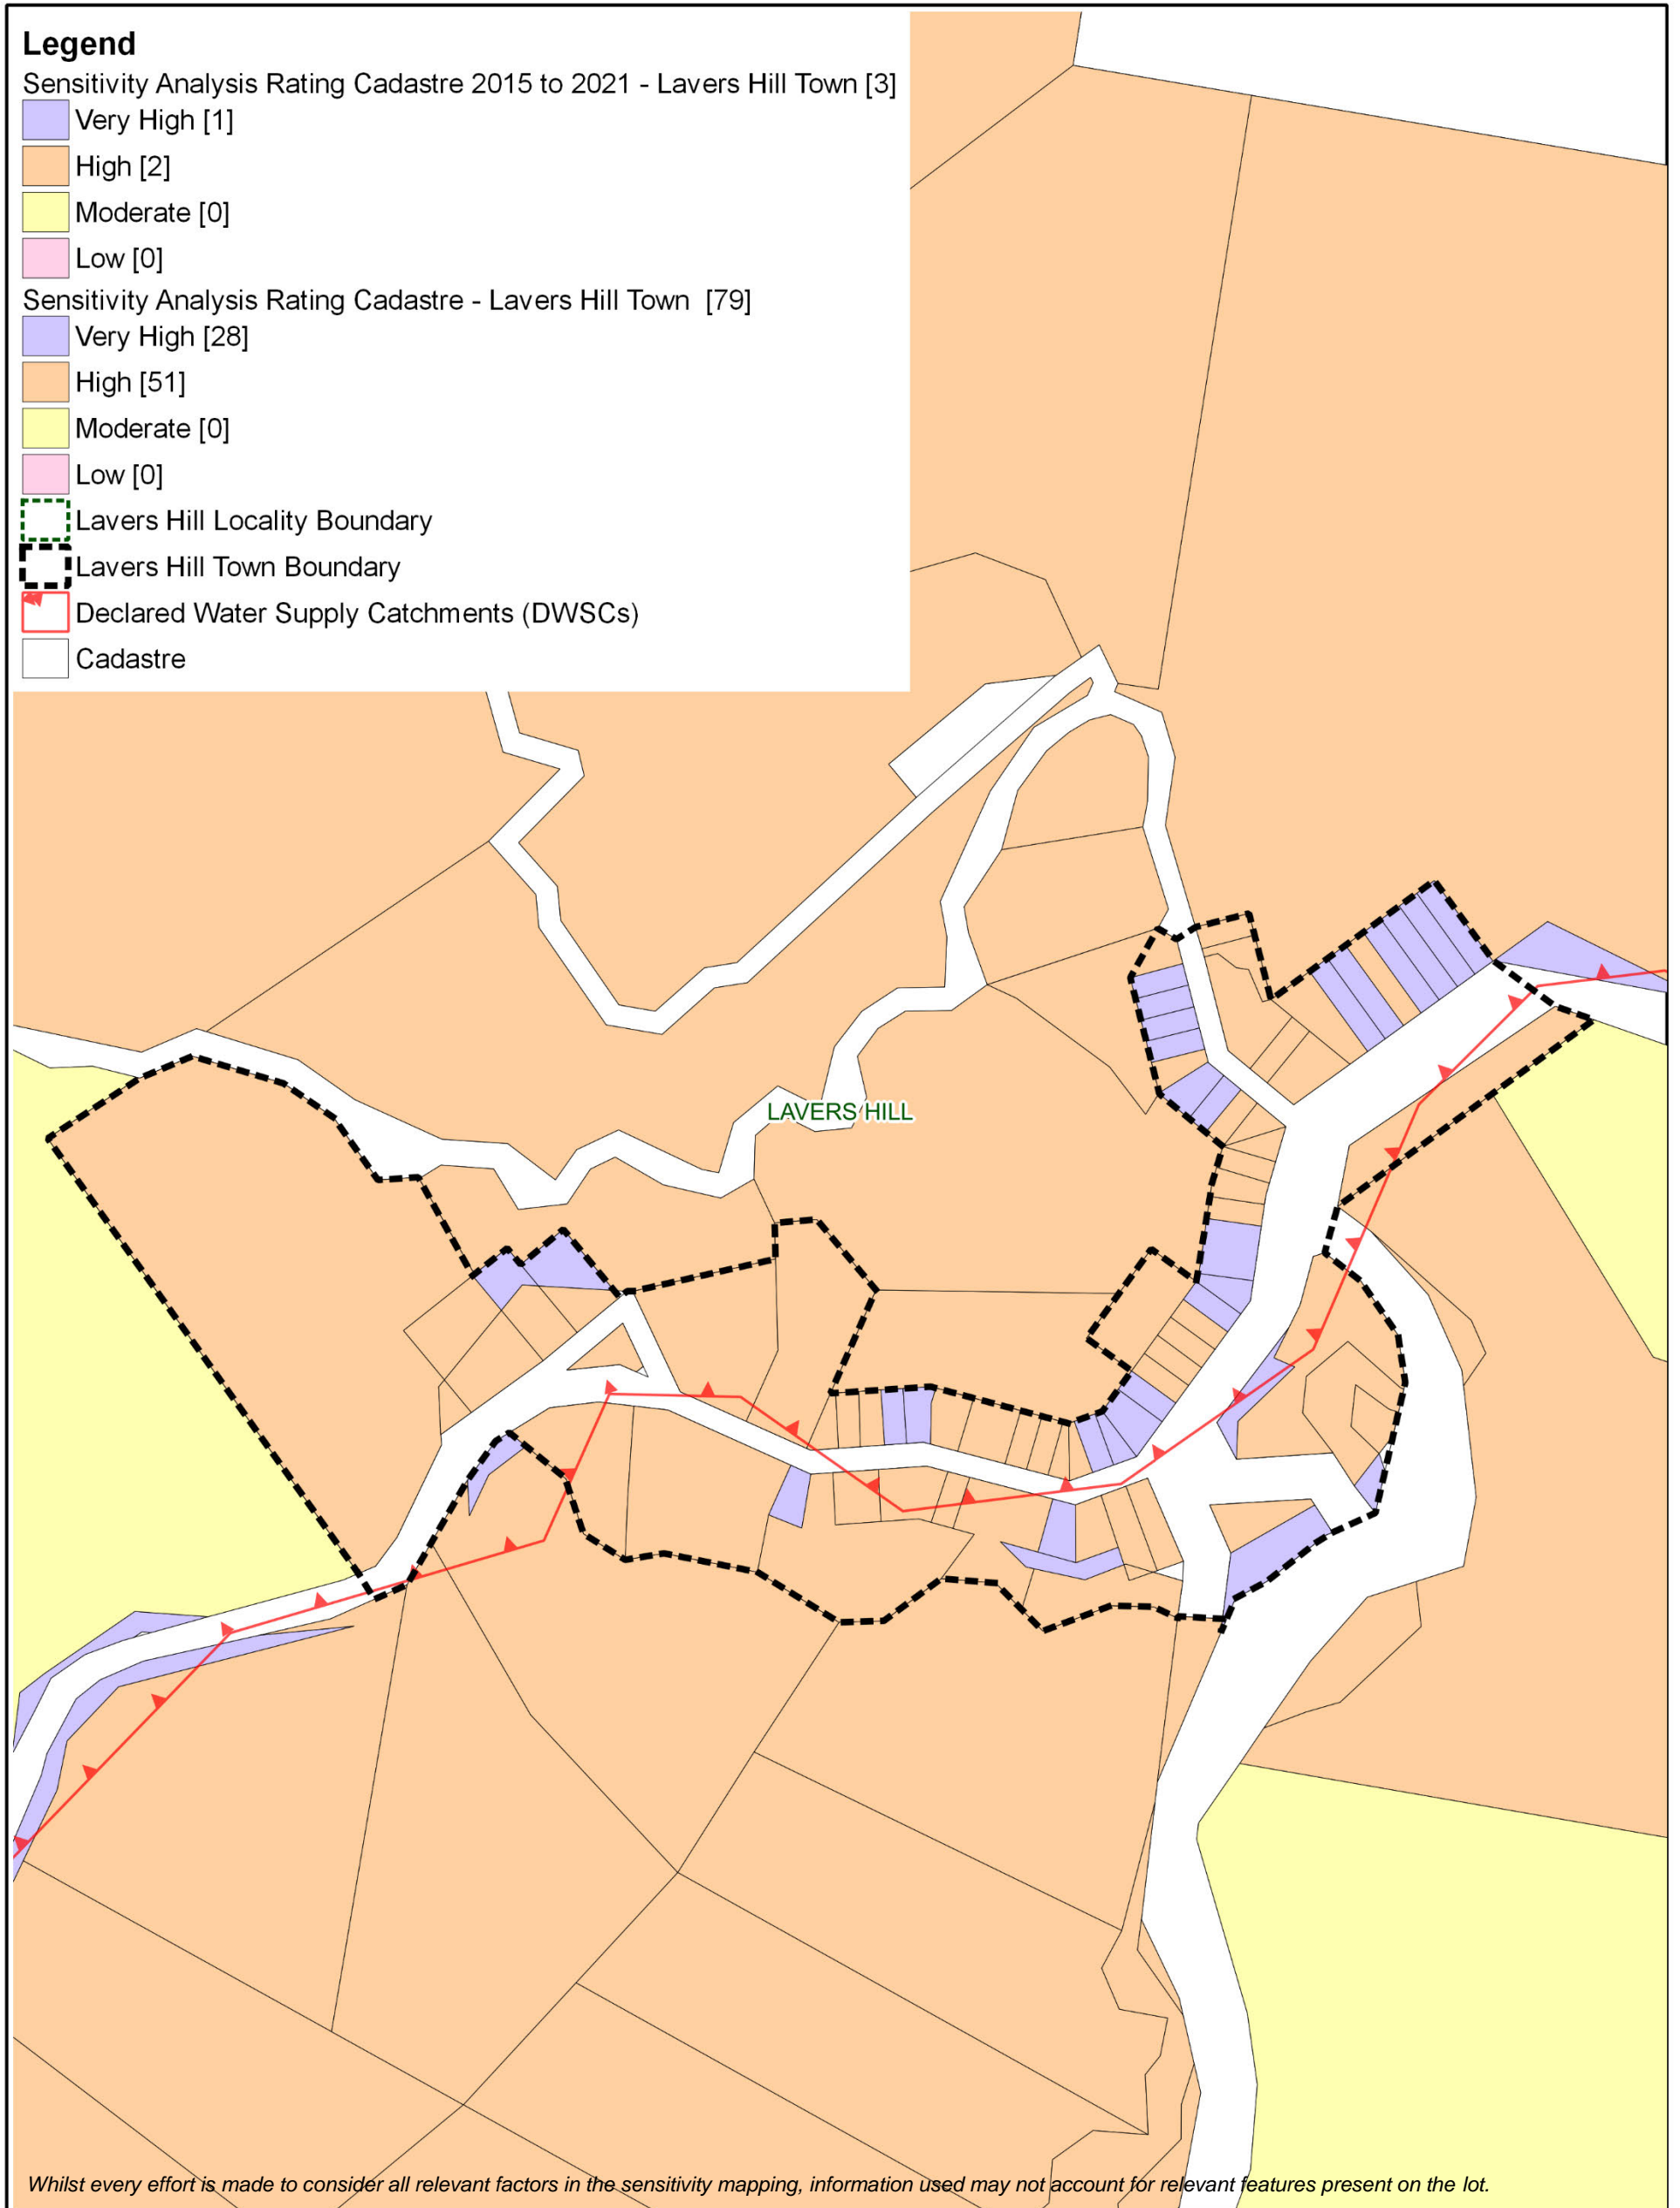 Legend
Sensitivity Analysis Rating Cadastre 2015 to 2021 - Lavers Hill Town [3]
Very High [1]
High [2]
Moderate [0]
Low [0]
Sensitivity Analysis Rating Cadastre - Lavers Hill Town  [79]
Very High [28]
High [51]
Moderate [0]
Low [0]
Lavers Hill Locality Boundary
Lavers Hill Town Boundary
Declared Water Supply Catchments (DWSCs)
Cadastre
LAVERS HILL
Whilst every effort is made to consider all relevant factors in the sensitivity mapping, information used may not account for relevant features present on the lot.